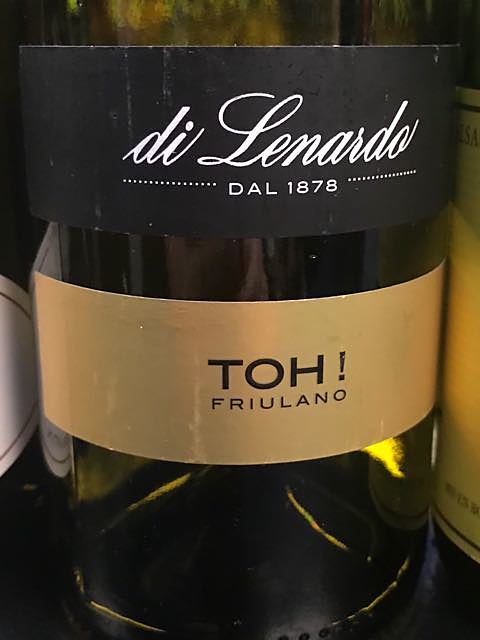 di Lenardo
DAL 1878
TOH!
FRIULANO